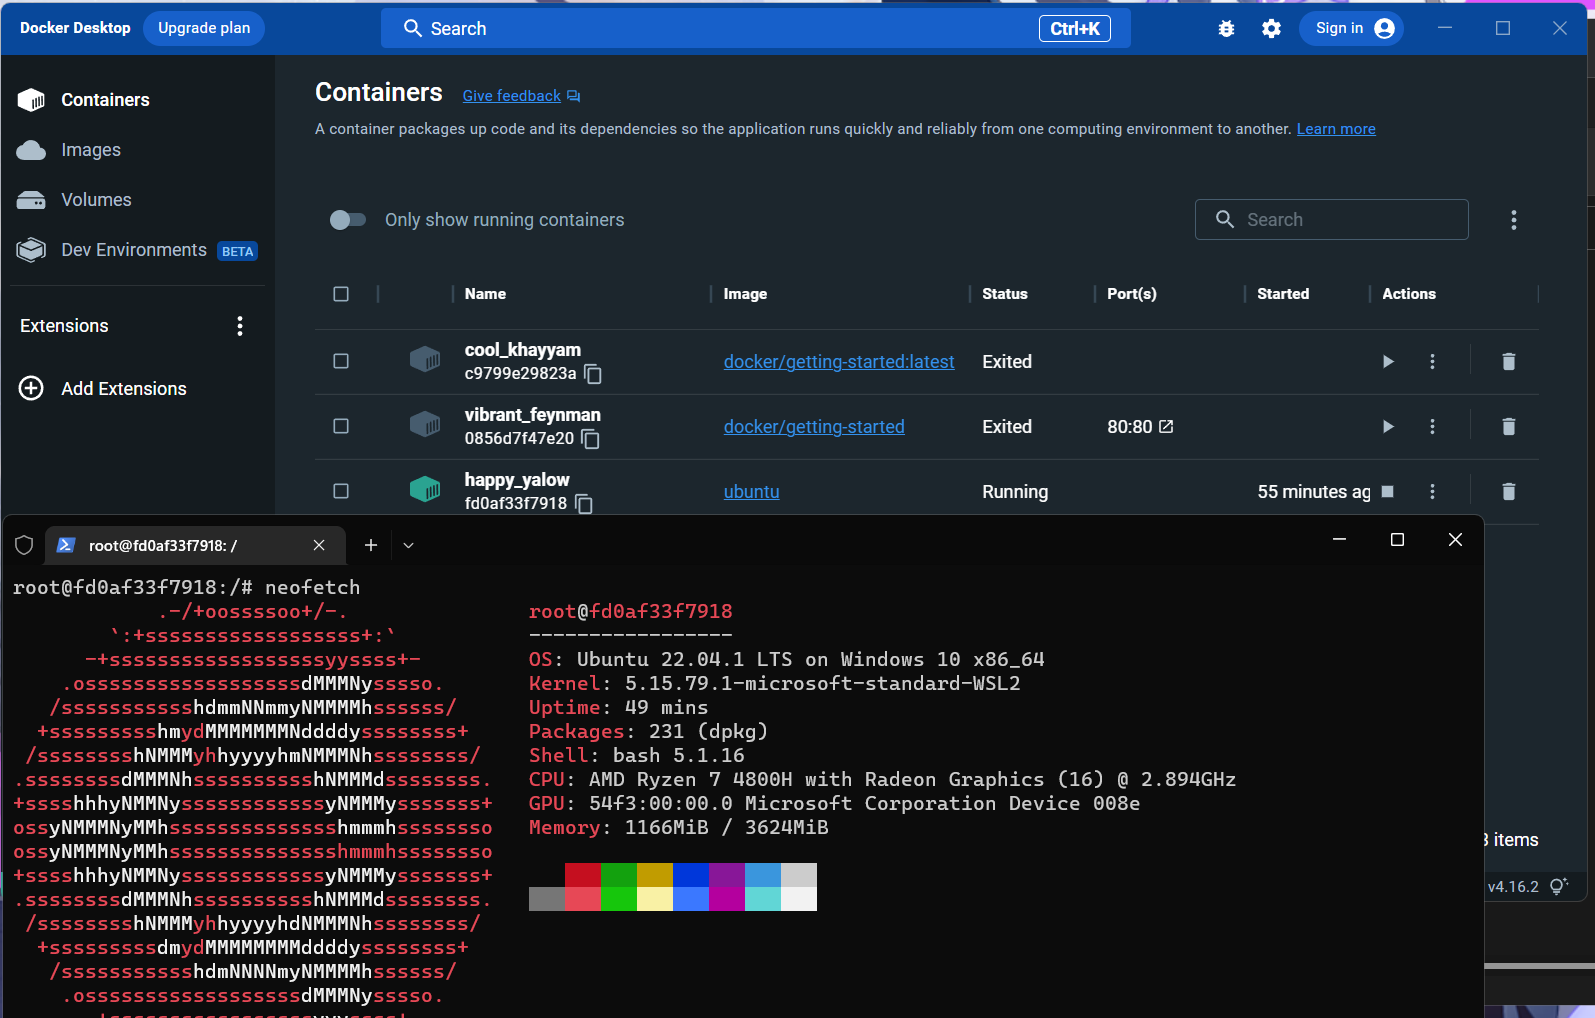 Docker Desktop Upgrade plan Search Ctrl+K Sign in
Containers
Images
Volumes
Dev Environments BETA
Extensions
Add Extensions
Containers Give feedback
A container packages up code and its dependencies so the application runs quickly and reliably from one computing environment to another. Learn more
Only show running containers Search
Name Image Status Port(s) Started Actions
cool_khayyam
c9799e29823a docker/getting-started:latest Exited
vibrant_feynman
0856d7f47e20 docker/getting-started Exited 80:80
happy_yalow
fd0af33f7918 ubuntu Running 55 minutes ag
3 items
v4.16.2
root@fd0af33f7918: /
root@fd0af33f7918:/# neofetch
.-/+oossssoo+/-.
`:+ssssssssssssssssss+:`
-+ssssssssssssssssssyyssss+-
.ossssssssssssssssssdMMMNysssso.
/ssssssssssshdmmNNmmyNMMMMhssssss/
+ssssssssshmydMMMMMMMNddddyssssssss+
/sssssssshNMMMyhhyyyyhmNMMMNhssssssss/
.ssssssssdMMMNhsssssssssshNMMMdssssssss.
+sssshhhyNMMNyssssssssssssyNMMMysssssss+
ossyNMMMNyMMhsssssssssssssshmmmhssssssso
ossyNMMMNyMMhsssssssssssssshmmmhssssssso
+sssshhhyNMMNyssssssssssssyNMMMysssssss+
.ssssssssdMMMNhsssssssssshNMMMdssssssss.
/sssssssshNMMMyhhyyyyhdNMMMNhssssssss/
+sssssssssdmydMMMMMMMMddddyssssssss+
/ssssssssssshdmNNNNmyNMMMMhssssss/
.ossssssssssssssssssdMMMNysssso.
root@fd0af33f7918
-----------------
OS: Ubuntu 22.04.1 LTS on Windows 10 x86_64
Kernel: 5.15.79.1-microsoft-standard-WSL2
Uptime: 49 mins
Packages: 231 (dpkg)
Shell: bash 5.1.16
CPU: AMD Ryzen 7 4800H with Radeon Graphics (16) @ 2.894GHz
GPU: 54f3:00:00.0 Microsoft Corporation Device 008e
Memory: 1166MiB / 3624MiB